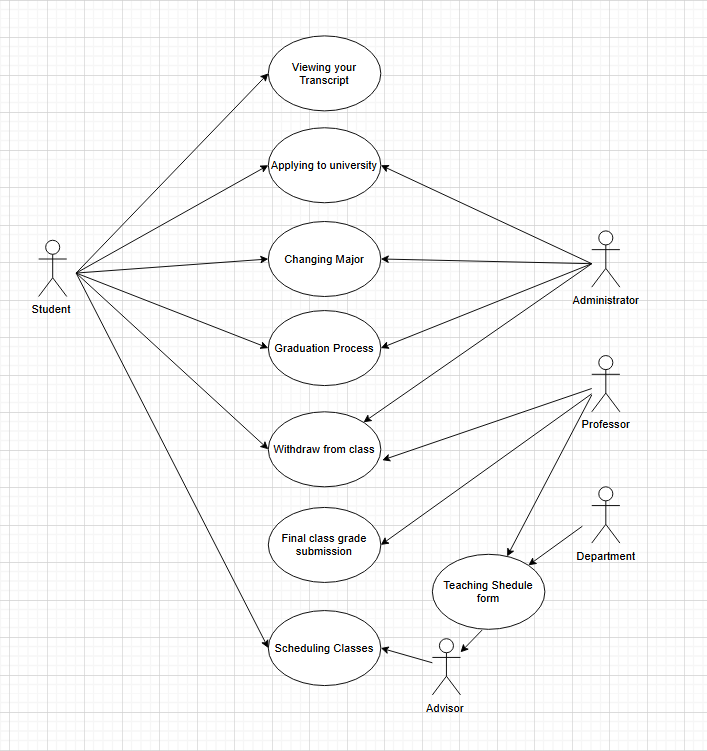 Viewing your
Transcript
Applying to university
Changing Major
Student
Administrator
Graduation Process
Professor
Withdraw from class
Final class grade
submission
Department
Teaching Shedule
form
Scheduling Classes
Advisor